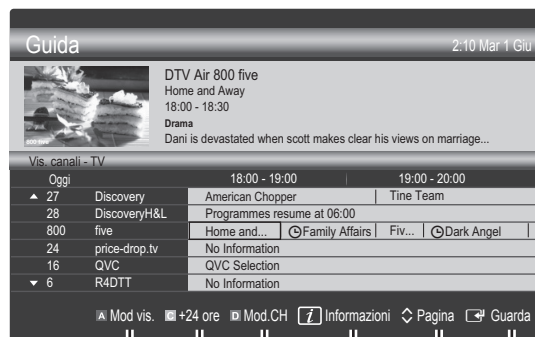 Guida 2:10 Mar 1 Giu
DTV Air 800 five
Home and Away
18:00 - 18:30
Drama
Dani is devastated when scott makes clear his views on marriage...
800 five
Vis. canali - TV
Oggi 18:00 - 19:00 19:00 - 20:00
▲ 27 Discovery American Chopper Tine Team
28 DiscoveryH&L Programmes resume at 06:00
800 five Home and... Family Affairs Fiv... Dark Angel
24 price-drop.tv No Information
16 QVC QVC Selection
▼ 6 R4DTT No Information
A Mod vis. C +24 ore D Mod.CH i Informazioni Pagina Guarda